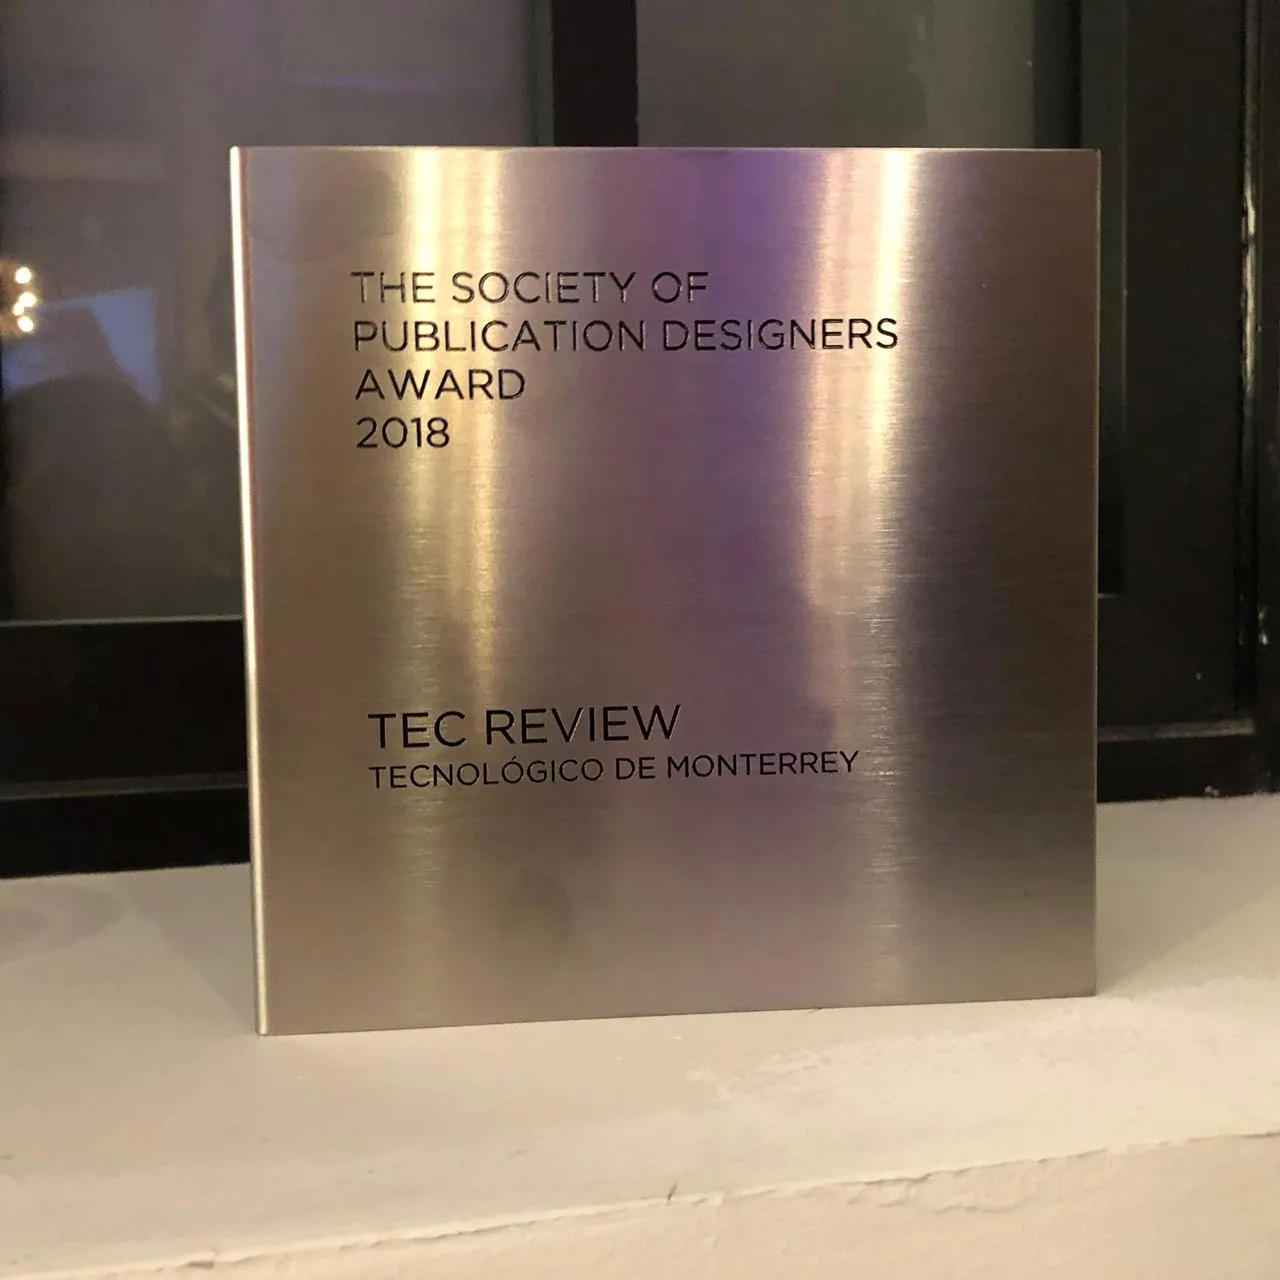 THE SOCIETY OF
PUBLICATION DESIGNERS
AWARD
2018
TEC REVIEW
TECNOLÓGICO DE MONTERREY